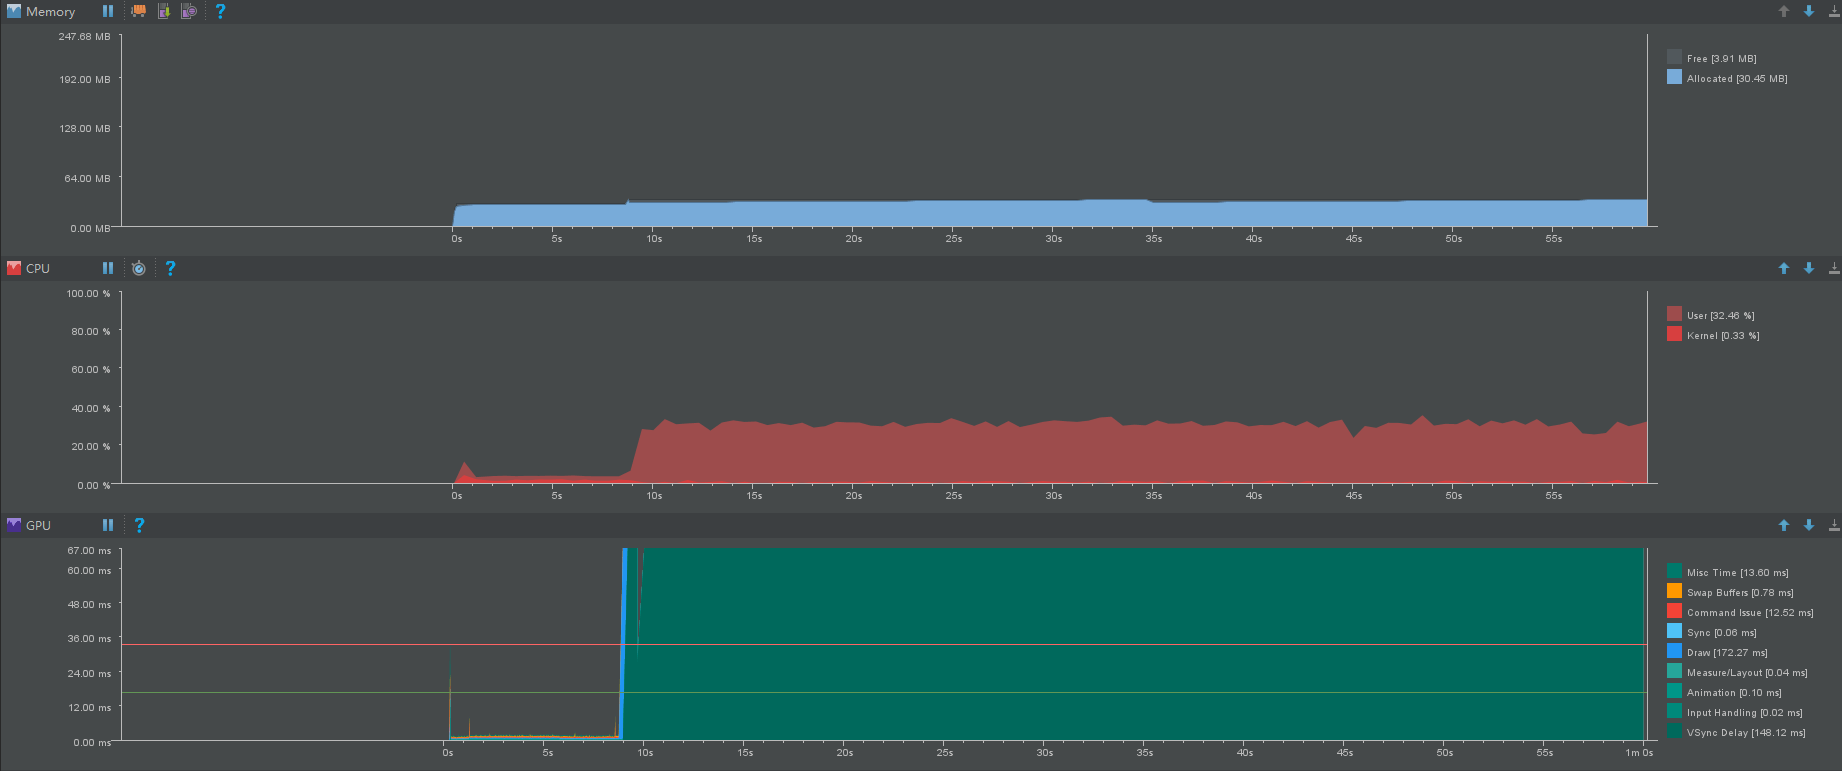 Memory
?
247.68 MB
192.00 MB
128.00 MB
64.00 MB
0.00 MB
0s 5s 10s 15s 20s 25s 30s 35s 40s 45s 50s 55s
Free [3.91 MB]
Allocated [30.45 MB]
CPU
?
100.00 %
80.00 %
60.00 %
40.00 %
20.00 %
0.00 %
0s 5s 10s 15s 20s 25s 30s 35s 40s 45s 50s 55s
User [32.46 %]
Kernel [0.33 %]
GPU
?
67.00 ms
60.00 ms
48.00 ms
36.00 ms
24.00 ms
12.00 ms
0.00 ms
0s 5s 10s 15s 20s 25s 30s 35s 40s 45s 50s 55s 1m 0s
Misc Time [13.60 ms]
Swap Buffers [0.78 ms]
Command Issue [12.52 ms]
Sync [0.06 ms]
Draw [172.27 ms]
Measure/Layout [0.04 ms]
Animation [0.10 ms]
Input Handling [0.02 ms]
VSync Delay [148.12 ms]